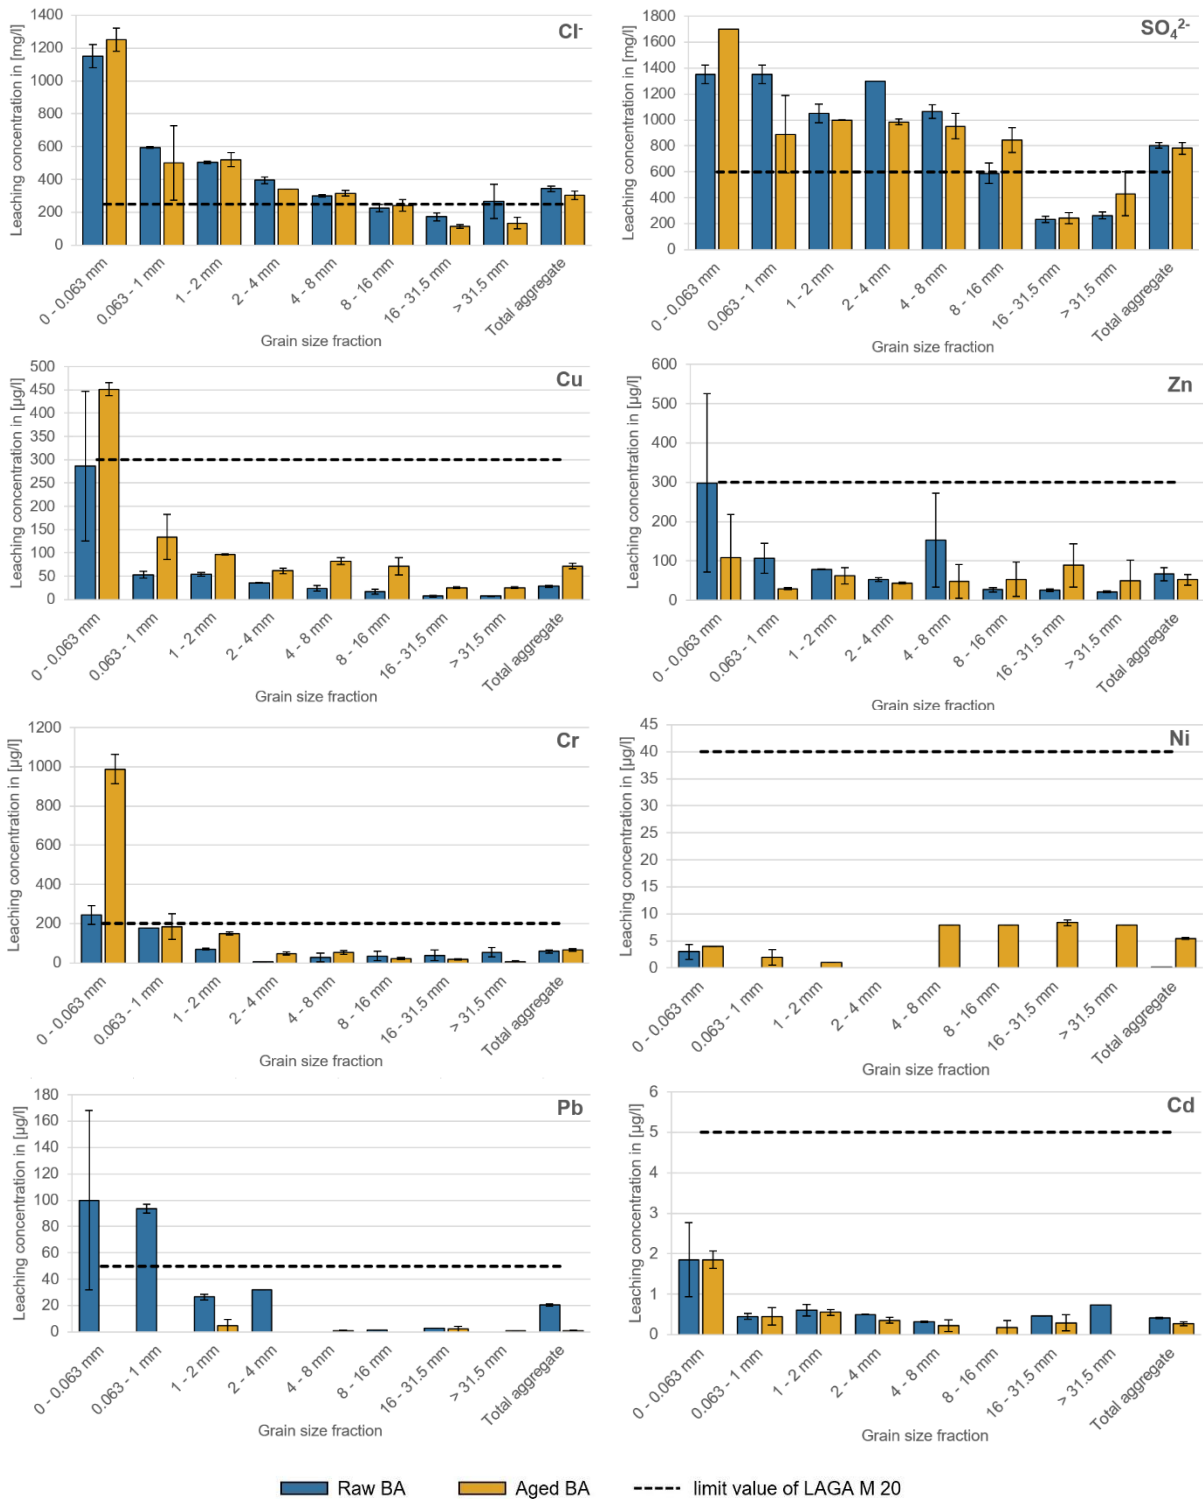 Cl-
Leaching concentration in [mg/l]
1400
1200
1000
800
600
400
200
0
0 - 0.063 mm
0.063 - 1 mm
1 - 2 mm
2 - 4 mm
4 - 8 mm
8 - 16 mm
16 - 31.5 mm
> 31.5 mm
Total aggregate
Grain size fraction
SO₄²⁻
Leaching concentration in [mg/l]
1800
1600
1400
1200
1000
800
600
400
200
0
0 - 0.063 mm
0.063 - 1 mm
1 - 2 mm
2 - 4 mm
4 - 8 mm
8 - 16 mm
16 - 31.5 mm
> 31.5 mm
Total aggregate
Grain size fraction
Cu
Leaching concentration in [µg/l]
500
450
400
350
300
250
200
150
100
50
0
0 - 0.063 mm
0.063 - 1 mm
1 - 2 mm
2 - 4 mm
4 - 8 mm
8 - 16 mm
16 - 31.5 mm
> 31.5 mm
Total aggregate
Grain size fraction
Zn
Leaching concentration in [µg/l]
600
500
400
300
200
100
0
0 - 0.063 mm
0.063 - 1 mm
1 - 2 mm
2 - 4 mm
4 - 8 mm
8 - 16 mm
16 - 31.5 mm
> 31.5 mm
Total aggregate
Grain size fraction
Cr
Leaching concentration in [µg/l]
1200
1000
800
600
400
200
0
0 - 0.063 mm
0.063 - 1 mm
1 - 2 mm
2 - 4 mm
4 - 8 mm
8 - 16 mm
16 - 31.5 mm
> 31.5 mm
Total aggregate
Grain size fraction
Ni
Leaching concentration in [µg/l]
45
40
35
30
25
20
15
10
5
0
0 - 0.063 mm
0.063 - 1 mm
1 - 2 mm
2 - 4 mm
4 - 8 mm
8 - 16 mm
16 - 31.5 mm
> 31.5 mm
Total aggregate
Grain size fraction
Pb
Leaching concentration in [µg/l]
180
160
140
120
100
80
60
40
20
0
0 - 0.063 mm
0.063 - 1 mm
1 - 2 mm
2 - 4 mm
4 - 8 mm
8 - 16 mm
16 - 31.5 mm
> 31.5 mm
Total aggregate
Grain size fraction
Cd
Leaching concentration in [µg/l]
6
5
4
3
2
1
0
0 - 0.063 mm
0.063 - 1 mm
1 - 2 mm
2 - 4 mm
4 - 8 mm
8 - 16 mm
16 - 31.5 mm
> 31.5 mm
Total aggregate
Grain size fraction
Raw BA
Aged BA
limit value of LAGA M 20